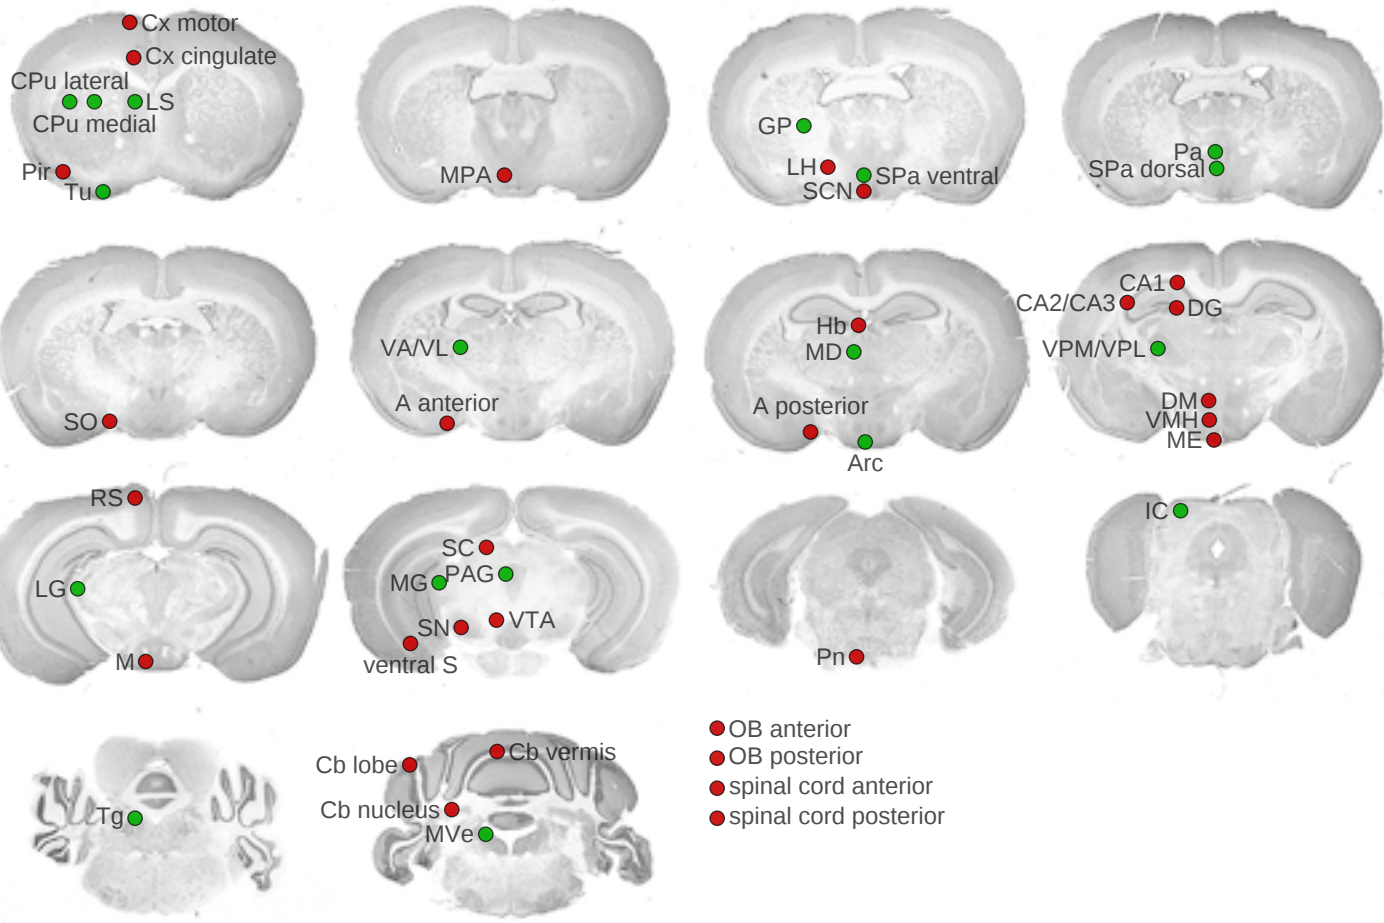 Cx motor
Cx cingulate
CPu lateral
LS
CPu medial
Pir
Tu
MPA
GP
LH
SPa ventral
SCN
Pa
SPa dorsal
SO
VA/VL
A anterior
Hb
MD
A posterior
Arc
CA1
CA2/CA3
DG
VPM/VPL
DM
VMH
ME
RS
LG
M
SC
MG
PAG
SN
VTA
ventral S
Pn
IC
Tg
Cb vermis
Cb lobe
Cb nucleus
MVe
OB anterior
OB posterior
spinal cord anterior
spinal cord posterior